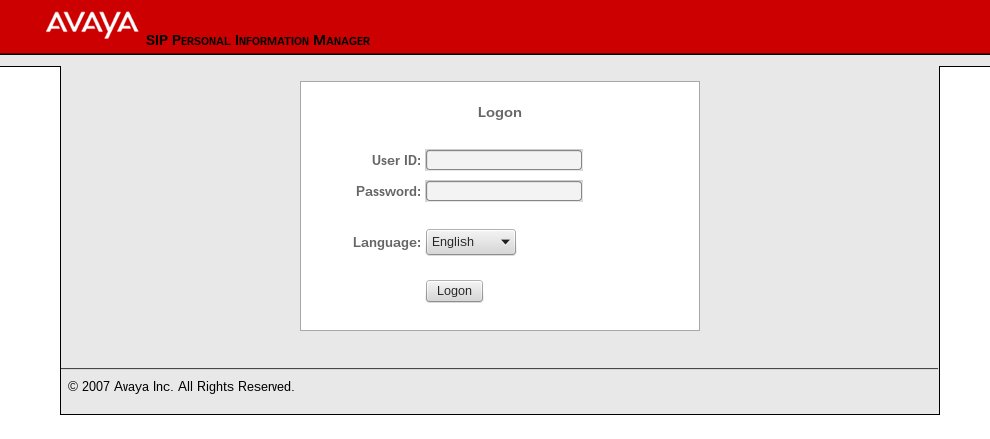 AVAYA
SIP Personal Information Manager
Logon
User ID:
Password:
Language: English
Logon
© 2007 Avaya Inc. All Rights Reserved.